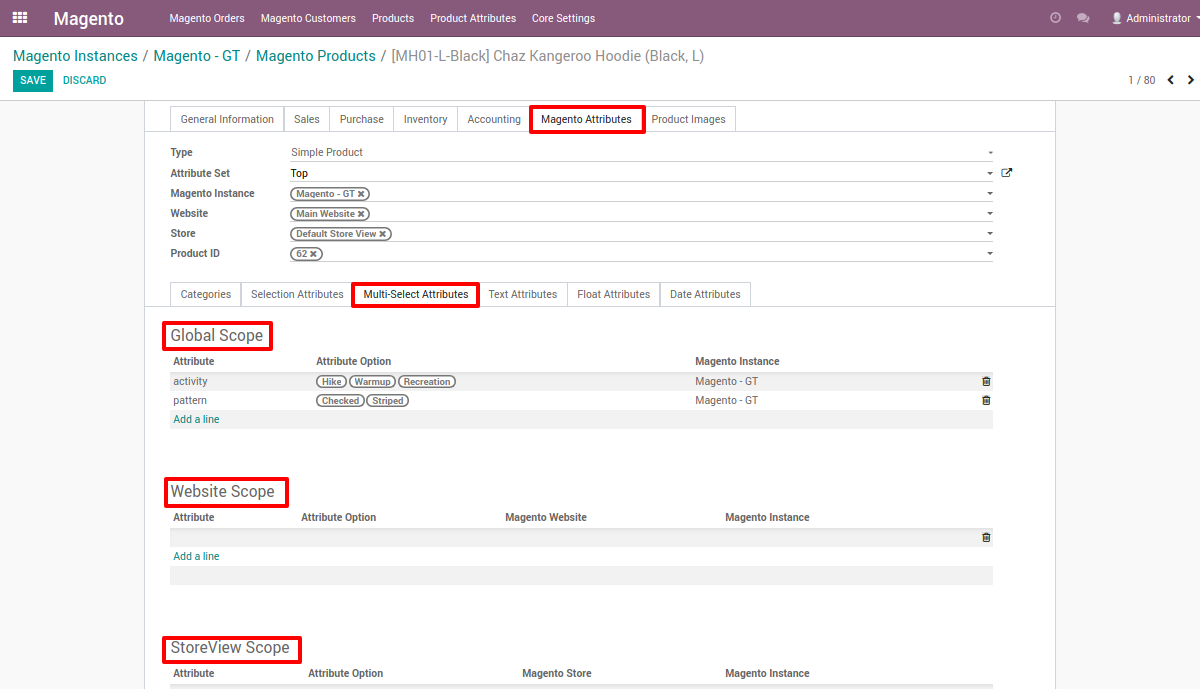 Magento Magento Orders Magento Customers Products Product Attributes Core Settings Administrator
Magento Instances / Magento - GT / Magento Products / [MH01-L-Black] Chaz Kangeroo Hoodie (Black, L)
SAVE DISCARD 1 / 80
General Information Sales Purchase Inventory Accounting Magento Attributes Product Images
Type Simple Product
Attribute Set Top
Magento Instance Magento - GT
Website Main Website
Store Default Store View
Product ID 62
Categories Selection Attributes Multi-Select Attributes Text Attributes Float Attributes Date Attributes
Global Scope
Attribute Attribute Option Magento Instance
activity Hike Warmup Recreation Magento - GT
pattern Checked Striped Magento - GT
Add a line
Website Scope
Attribute Attribute Option Magento Website Magento Instance
Add a line
StoreView Scope
Attribute Attribute Option Magento Store Magento Instance